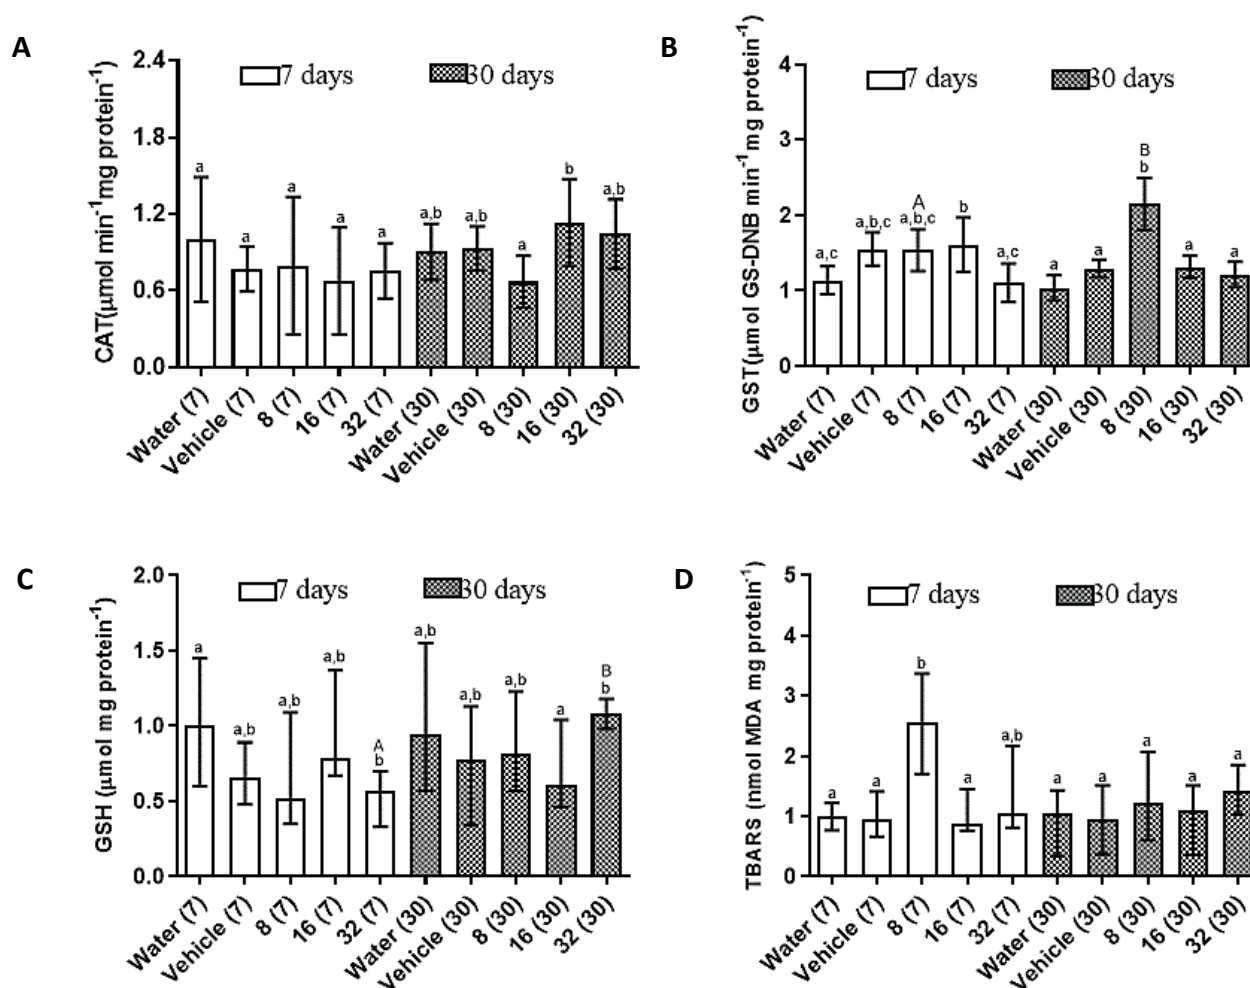 A
CAT(µmol min⁻¹mg protein⁻¹)
2.4
1.8
1.2
0.6
0.0
7 days
30 days
a
a
a
a
a
a,b
a,b
a
b
a,b
Water (7)
Vehicle (7)
8 (7)
16 (7)
32 (7)
Water (30)
Vehicle (30)
8 (30)
16 (30)
32 (30)
B
GST(µmol GS-DNB min⁻¹mg protein⁻¹)
4
3
2
1
0
7 days
30 days
a,c
a,b,c
A
a,b,c
b
a,c
a
a
B
b
a
a
Water (7)
Vehicle (7)
8 (7)
16 (7)
32 (7)
Water (30)
Vehicle (30)
8 (30)
16 (30)
32 (30)
C
GSH (µmol mg protein⁻¹)
2.0
1.5
1.0
0.5
0.0
7 days
30 days
a
a,b
a,b
a,b
A
b
a,b
a,b
a,b
a
B
b
Water (7)
Vehicle (7)
8 (7)
16 (7)
32 (7)
Water (30)
Vehicle (30)
8 (30)
16 (30)
32 (30)
D
TBARS (nmol MDA mg protein⁻¹)
5
4
3
2
1
0
7 days
30 days
a
a
b
a
a,b
a
a
a
a
a
Water (7)
Vehicle (7)
8 (7)
16 (7)
32 (7)
Water (30)
Vehicle (30)
8 (30)
16 (30)
32 (30)